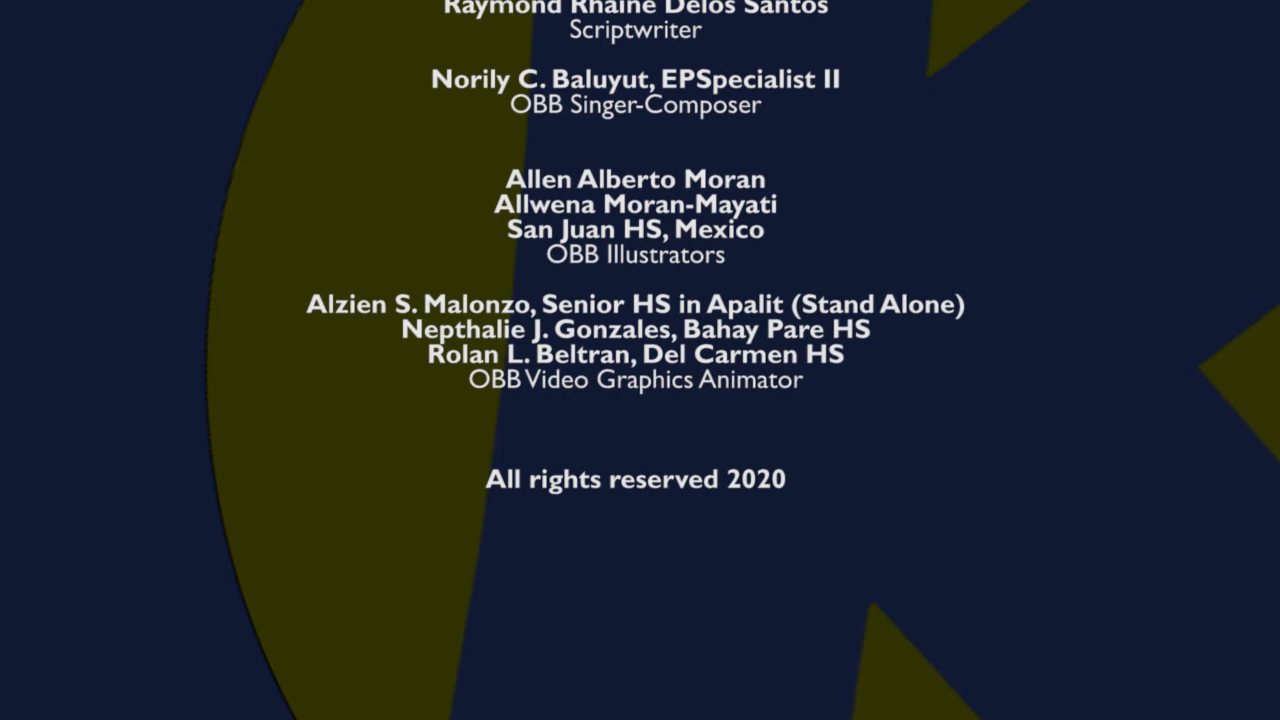 Raymond Rhaine Delos Santos
Scriptwriter
Norily C. Baluyut, EPSpecialist II
OBB Singer-Composer
Allen Alberto Moran
Allwena Moran-Mayati
San Juan HS, Mexico
OBB Illustrators
Alzien S. Malonzo, Senior HS in Apalit (Stand Alone)
Nepthalie J. Gonzales, Bahay Pare HS
Rolan L. Beltran, Del Carmen HS
OBB Video Graphics Animator
All rights reserved 2020